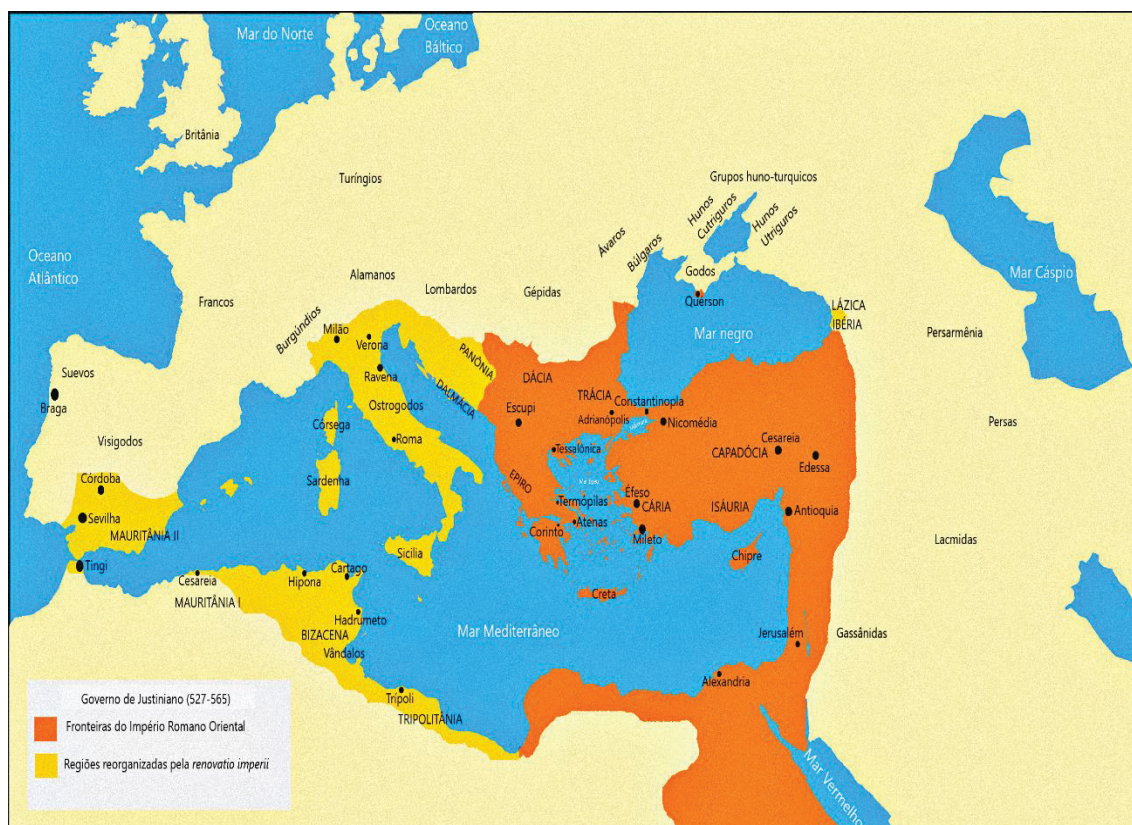 Mar do Norte
Oceano
Báltico
Britânia
Turíngios
Grupos huno-turquicos
Hunos
Cutriguros
Hunos
Utriguros
Ávaros
Búlgaros
Oceano
Atlântico
Mar Cáspio
Godos
Querson
Alamanos
Lombardos
Gépidas
Francos
Burgúndios
Milão
Verona
Ravena
PANÔNIA
DALMÁCIA
Mar negro
LÁZICA
IBÉRIA
Persarmênia
Suevos
Braga
DÁCIA
TRÁCIA
Constantinopla
Adrianópolis
Nicomédia
Escupi
Ostrogodos
Córsega
Roma
Visigodos
Persas
Cesareia
CAPADÓCIA
Edessa
Tessalônica
EPIRO
Sardenha
Córdoba
Sevilha
MAURITÂNIA II
Termópilas
Éfeso
CÁRIA
ISÁURIA
Antioquia
Atenas
Corinto
Mileto
Lacmidas
Sicília
Chipre
Tingi
Cesareia
Hipona
Cartago
MAURITÂNIA I
Creta
Hadrumeto
BIZACENA
Vândalos
Mar Mediterrâneo
Jerusalém
Gassânidas
Alexandria
Trípoli
TRIPOLITÂNIA
Mar Vermelho
Governo de Justiniano (527-565)
Fronteiras do Império Romano Oriental
Regiões reorganizadas pela renovatio imperii